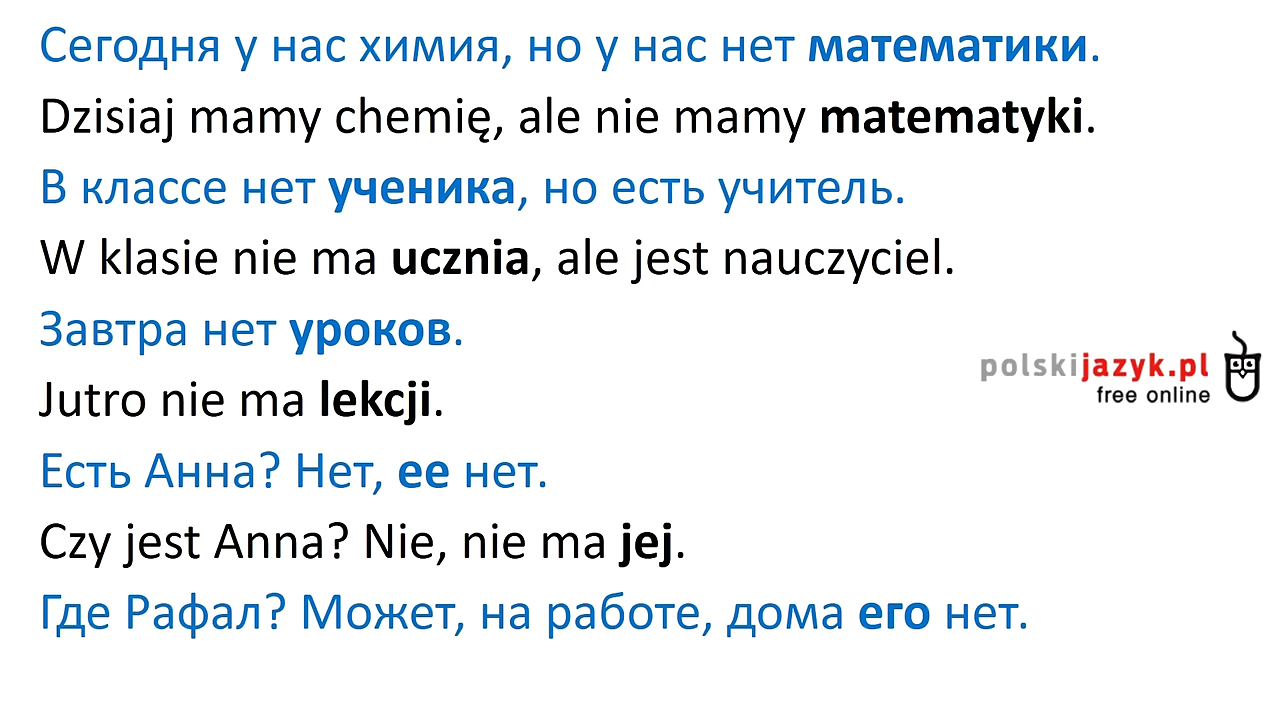 Сегодня у нас химия, но у нас нет математики.
Dzisiaj mamy chemię, ale nie mamy matematyki.
В классе нет ученика, но есть учитель.
W klasie nie ma ucznia, ale jest nauczyciel.
Завтра нет уроков.
polskijazyk.pl
free online
Jutro nie ma lekcji.
Есть Анна? Нет, ее нет.
Czy jest Anna? Nie, nie ma jej.
Где Рафал? Может, на работе, дома его нет.